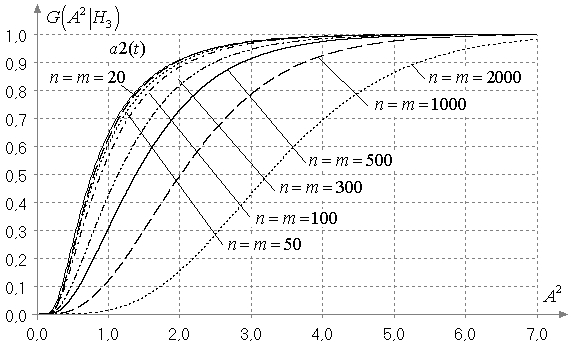 G(A²|H₃)
1.0
a2(t)
0.9
n = m = 20
n = m = 2000
0.8
n = m = 1000
0.7
0.6
n = m = 500
0.5
n = m = 300
0.4
n = m = 100
0.3
n = m = 50
0.2
0.1
A²
0.0
0,0 1.0 2.0 3.0 4.0 5.0 6.0 7.0